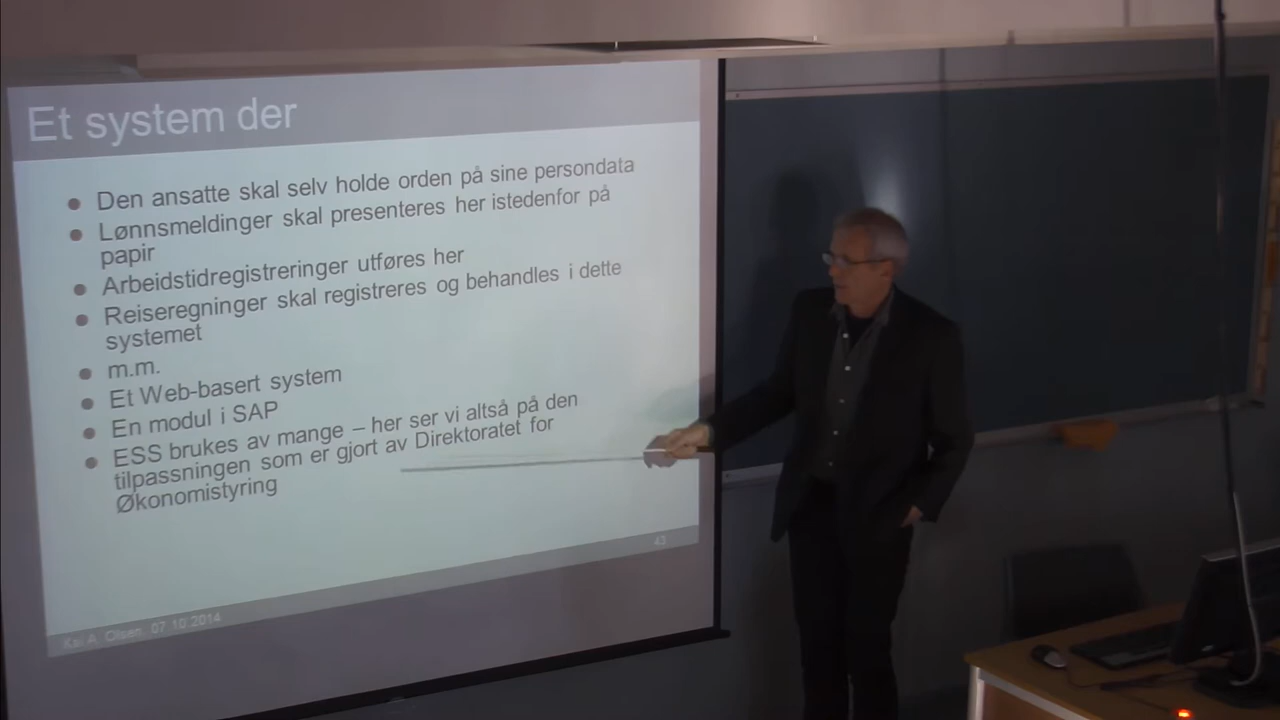 Et system der
Den ansatte skal selv holde orden på sine persondata
Lønnsmeldinger skal presenteres her istedenfor på
papir
Arbeidstidregistreringer utføres her
Reiseregninger skal registreres og behandles i dette
systemet
m.m.
Et Web-basert system
En modul i SAP
ESS brukes av mange – her ser vi altså på den
tilpassningen som er gjort av Direktoratet for
Økonomistyring
43
Kai A. Olsen, 07.10.2014